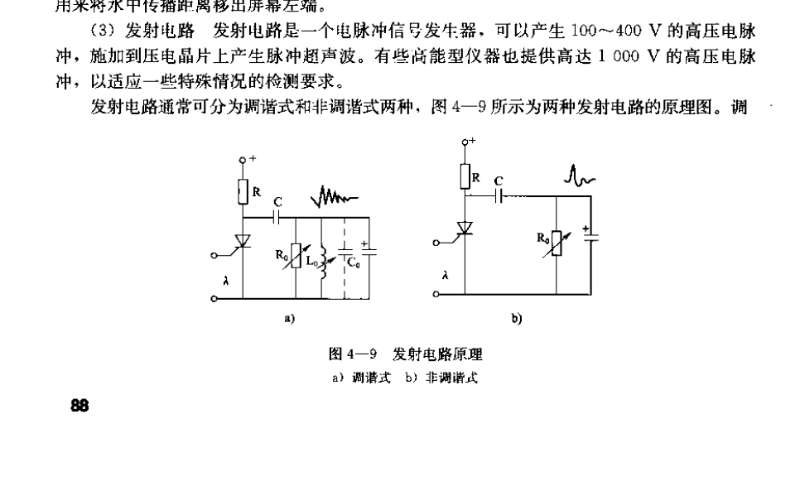 用来将水中传播距离移出屏幕左端。
(3) 发射电路 发射电路是一个电脉冲信号发生器，可以产生 100～400 V 的高压电脉
冲，施加到压电晶片上产生脉冲超声波。有些高能型仪器也提供高达 1 000 V 的高压电脉
冲，以适应一些特殊情况的检测要求。
发射电路通常可分为调谐式和非调谐式两种，图 4—9 所示为两种发射电路的原理图。调
+
R
C
R₀
L₀
C₀
+
λ
a)
+
R
C
R₀
+
λ
b)
图 4—9 发射电路原理
a) 调谐式 b) 非调谐式
88